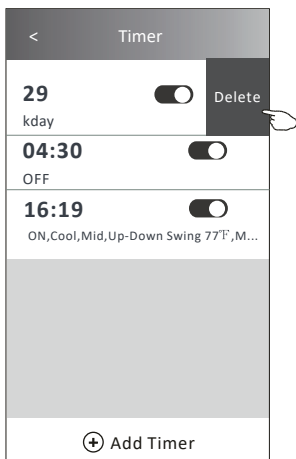 < Timer
29
kday
Delete
04:30
OFF
16:19
ON,Cool,Mid,Up-Down Swing 77°F,M...
+ Add Timer